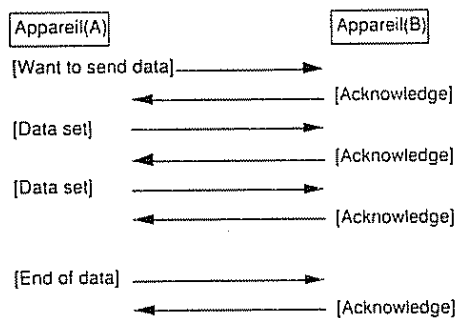 Appareil(A) Appareil(B)
[Want to send data]
[Acknowledge]
[Data set]
[Acknowledge]
[Data set]
[Acknowledge]
[End of data]
[Acknowledge]